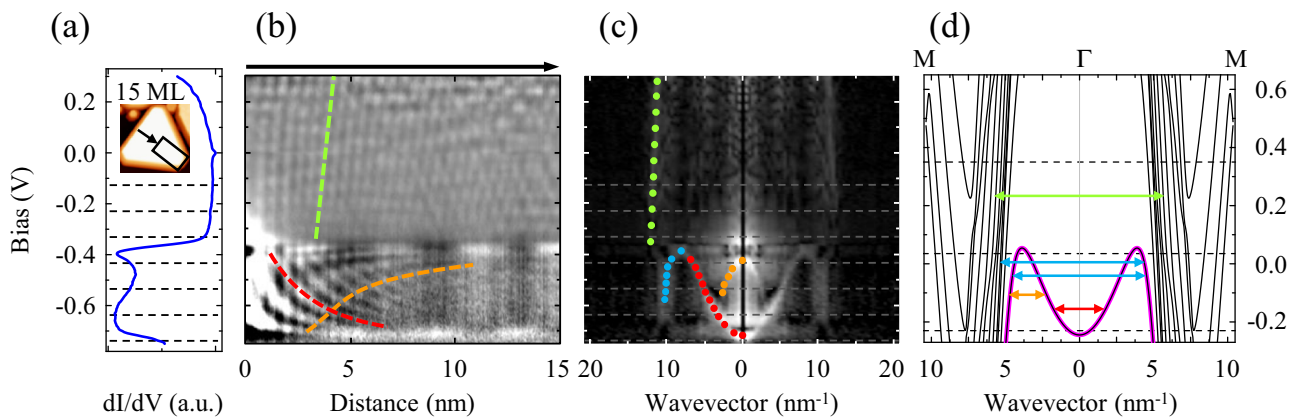 (a)
(b)
(c)
(d)
M Γ M
15 ML
0.2
0.0
-0.2
-0.4
-0.6
Bias (V)
0.6
0.4
0.2
0.0
-0.2
0 5 10 15
20 10 0 10 20
10 5 0 5 10
dI/dV (a.u.)
Distance (nm)
Wavevector (nm-1)
Wavevector (nm-1)